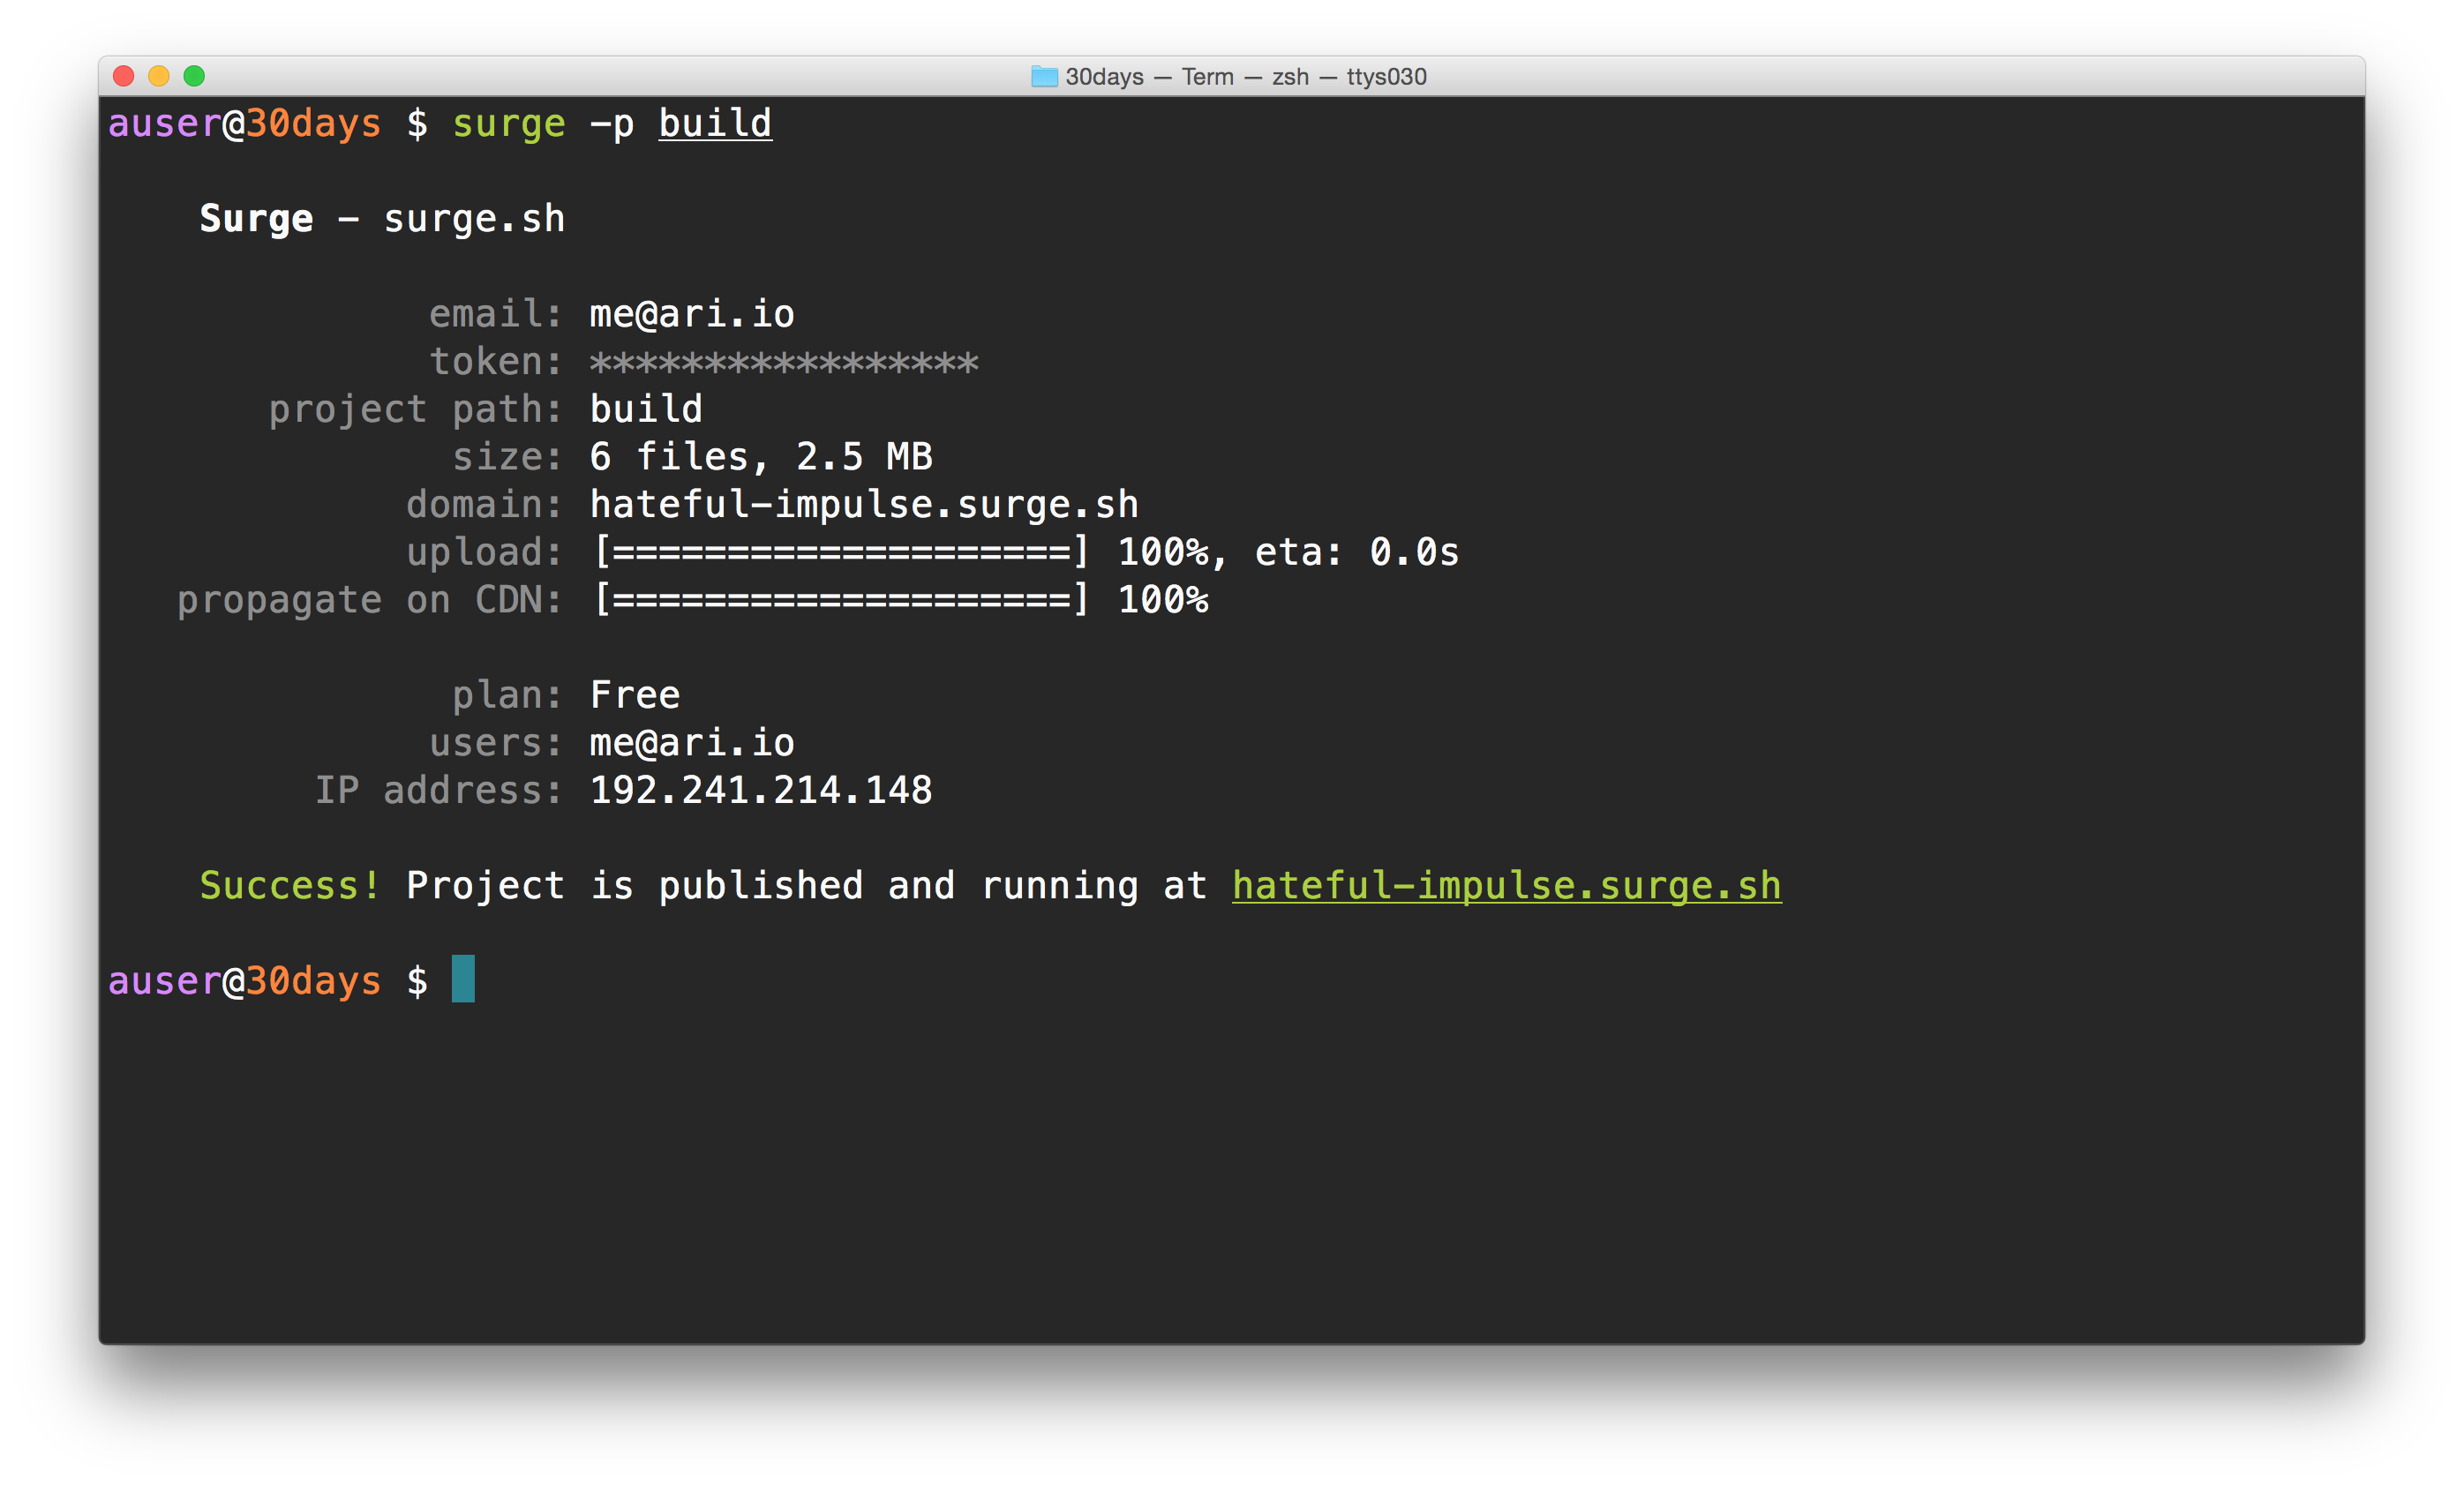 30days — Term — zsh — ttys030
auser@30days $ surge -p build
Surge - surge.sh
email: me@ari.io
token: *****************
project path: build
size: 6 files, 2.5 MB
domain: hateful-impulse.surge.sh
upload: [====================] 100%, eta: 0.0s
propagate on CDN: [====================] 100%
plan: Free
users: me@ari.io
IP address: 192.241.214.148
Success! Project is published and running at hateful-impulse.surge.sh
auser@30days $